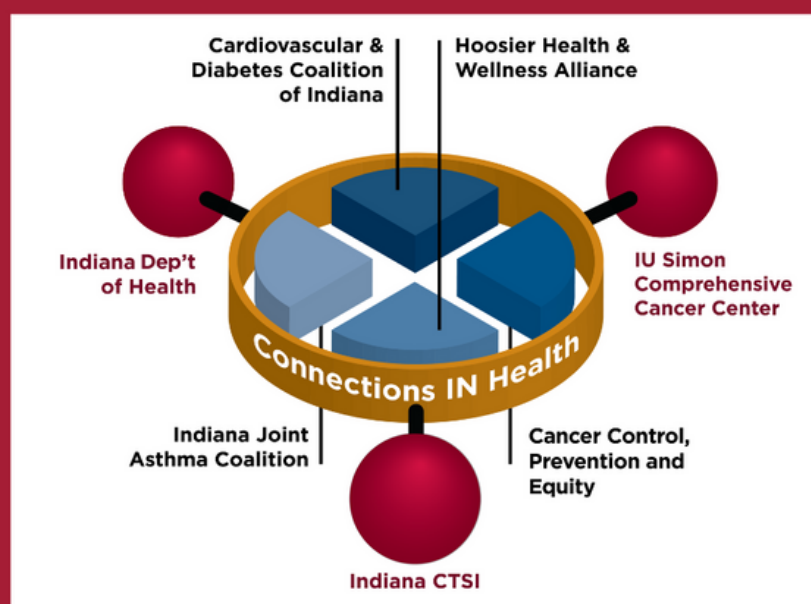 Cardiovascular &
Diabetes Coalition
of Indiana
Hoosier Health &
Wellness Alliance
Indiana Dep't
of Health
IU Simon
Comprehensive
Cancer Center
Connections IN Health
Indiana Joint
Asthma Coalition
Cancer Control,
Prevention and
Equity
Indiana CTSI